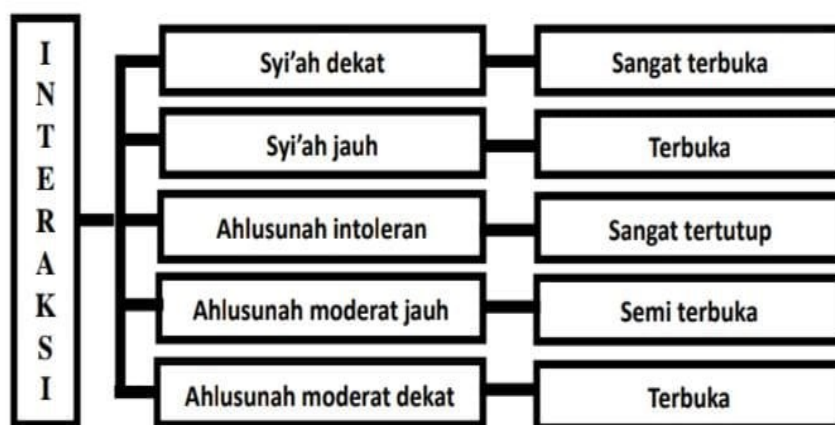 INTERAKSI
Syi’ah dekat
Sangat terbuka
Syi’ah jauh
Terbuka
Ahlusunah intoleran
Sangat tertutup
Ahlusunah moderat jauh
Semi terbuka
Ahlusunah moderat dekat
Terbuka